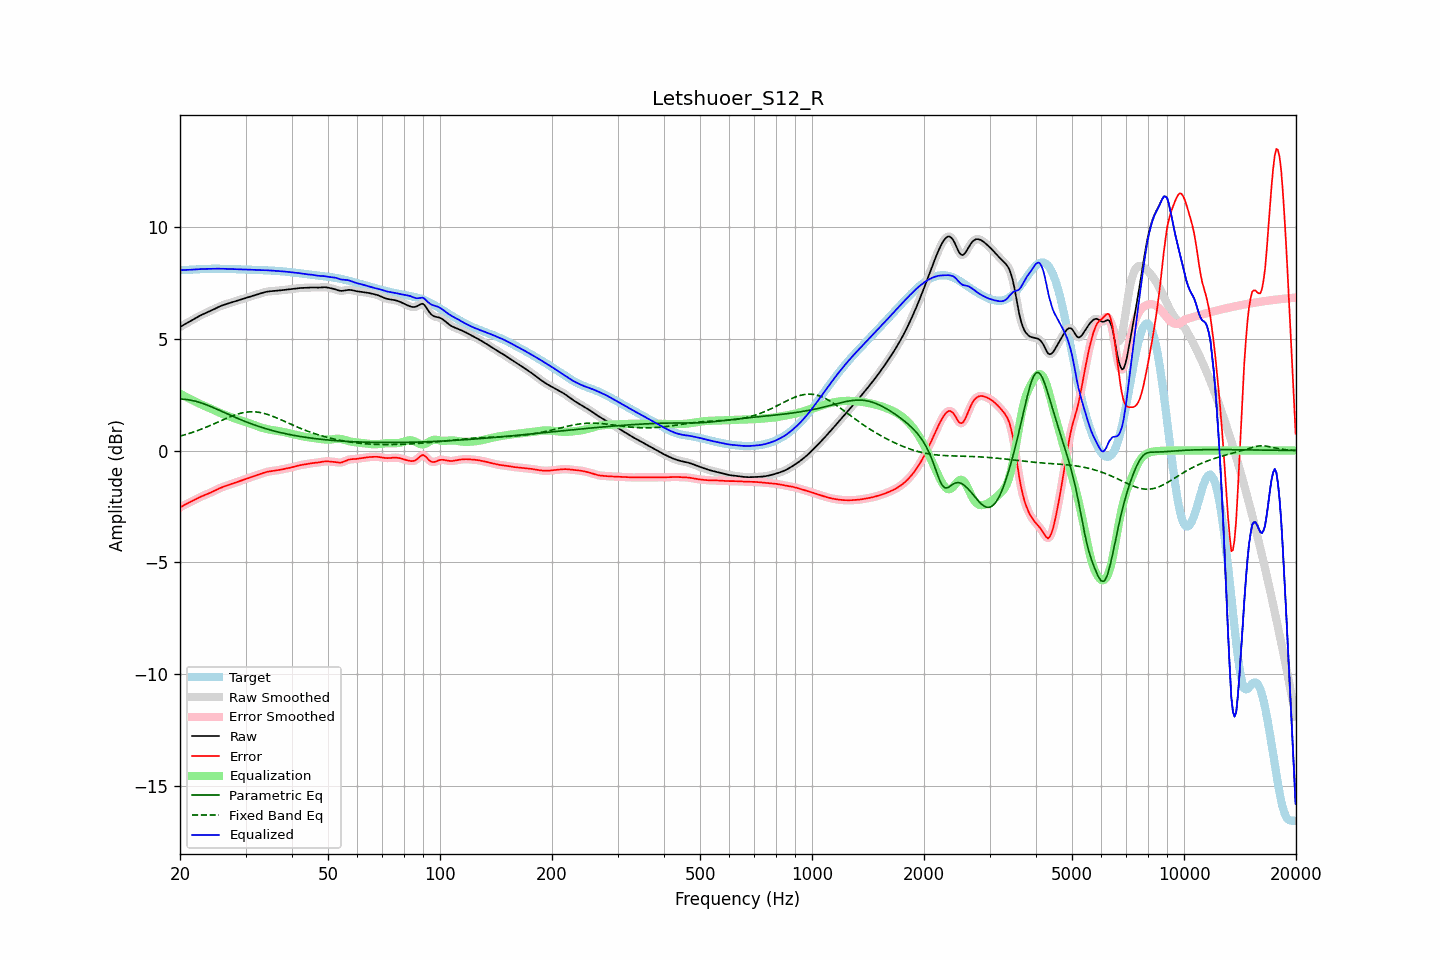 Letshuoer_S12_R
Amplitude (dBr)
10
5
0
−5
−10
−15
Target
Raw Smoothed
Error Smoothed
Raw
Error
Equalization
Parametric Eq
Fixed Band Eq
Equalized
20 50 100 200 500 1000 2000 5000 10000 20000
Frequency (Hz)